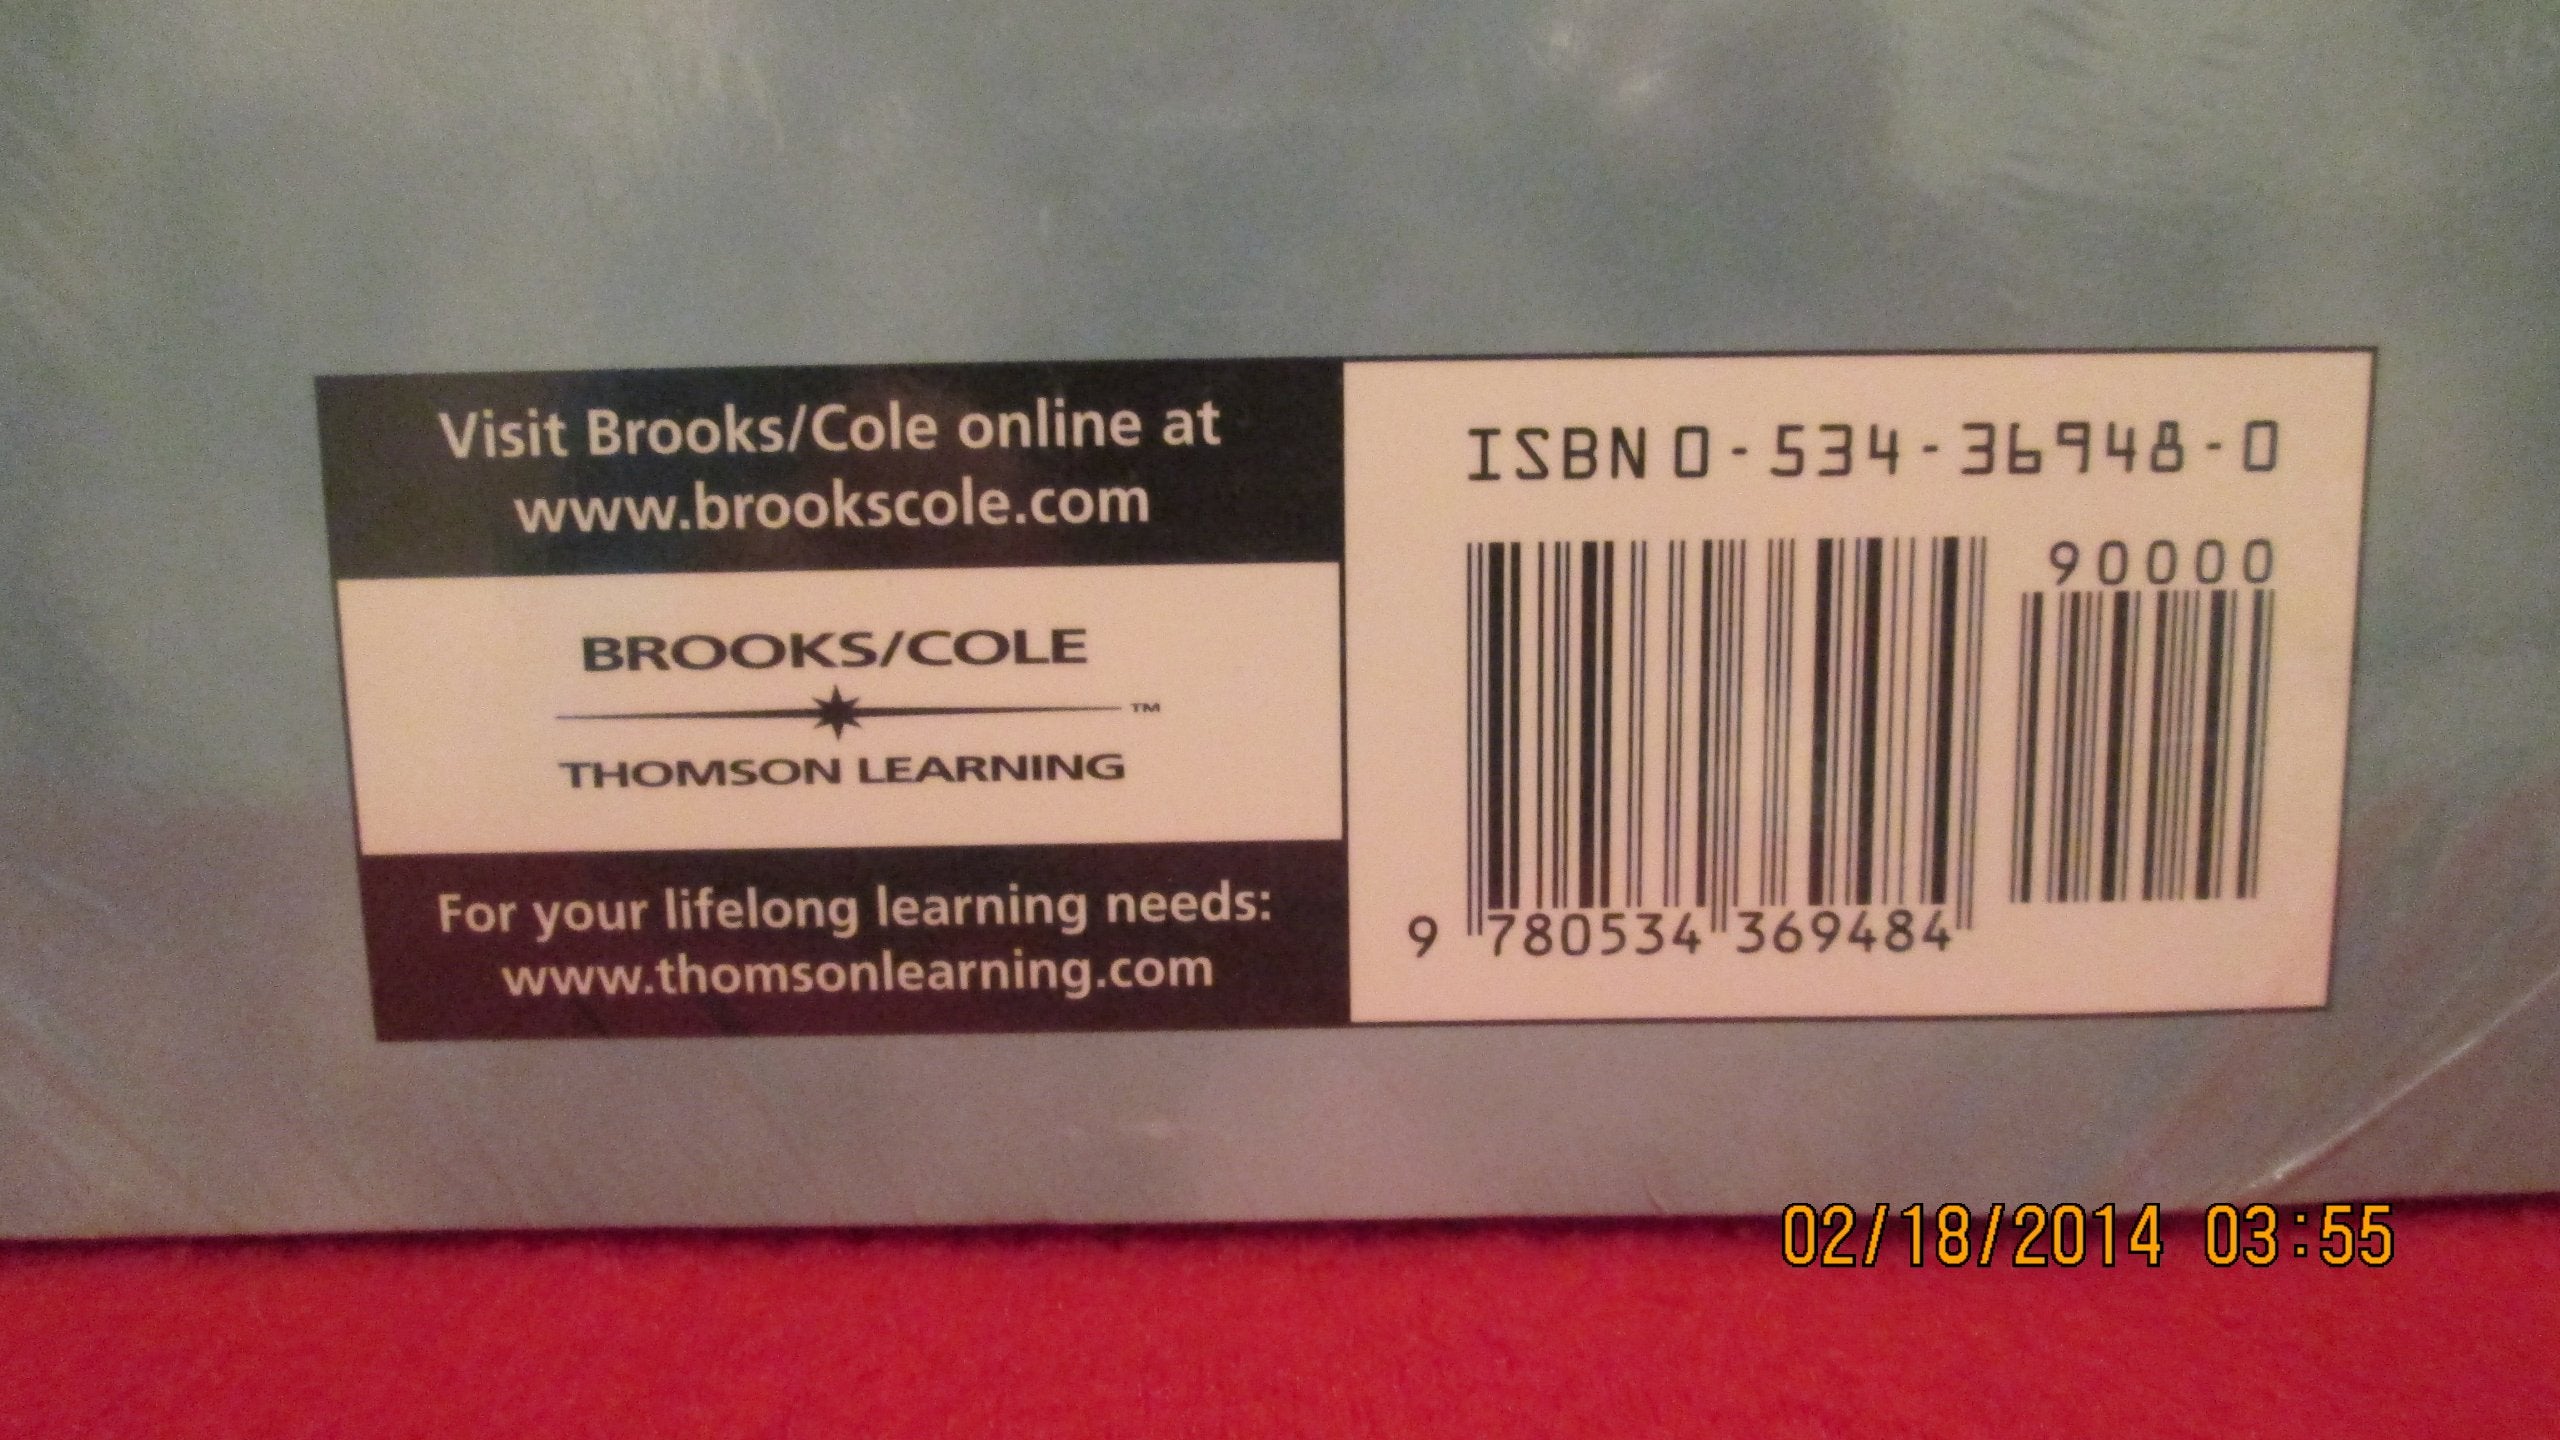 Visit Brooks/Cole online at
www.brookscole.com
BROOKS/COLE
™
THOMSON LEARNING
For your lifelong learning needs:
www.thomsonlearning.com
ISBN 0-534-36948-0
90000
9 780534 369484
02/18/2014 03:55